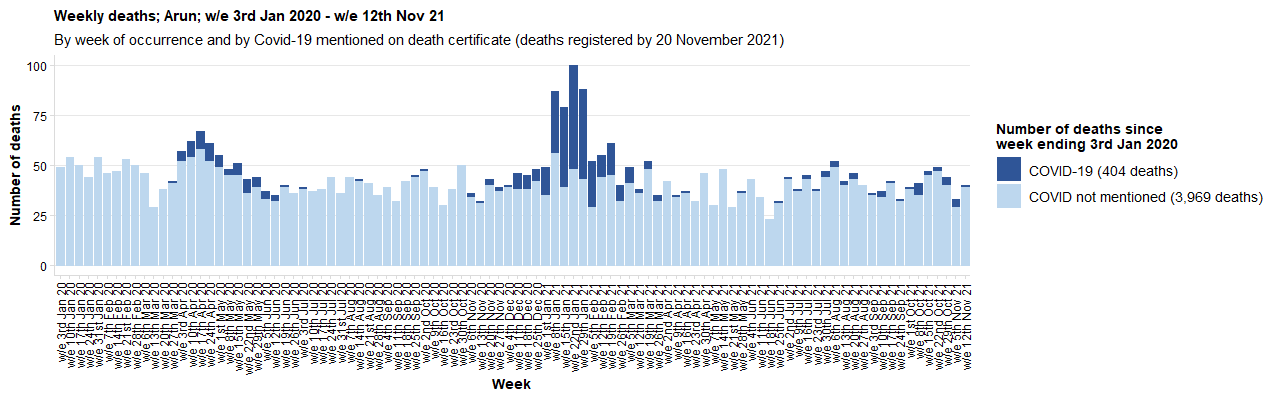 Weekly deaths; Arun; w/e 3rd Jan 2020 - w/e 12th Nov 21
By week of occurrence and by Covid-19 mentioned on death certificate (deaths registered by 20 November 2021)
Number of deaths
100
75
50
25
0
w/e 3rd Jan 20
w/e 10th Jan 20
w/e 17th Jan 20
w/e 24th Jan 20
w/e 31st Jan 20
w/e 7th Feb 20
w/e 14th Feb 20
w/e 21st Feb 20
w/e 28th Feb 20
w/e 6th Mar 20
w/e 13th Mar 20
w/e 20th Mar 20
w/e 27th Mar 20
w/e 3rd Apr 20
w/e 10th Apr 20
w/e 17th Apr 20
w/e 24th Apr 20
w/e 1st May 20
w/e 8th May 20
w/e 15th May 20
w/e 22nd May 20
w/e 29th May 20
w/e 5th Jun 20
w/e 12th Jun 20
w/e 19th Jun 20
w/e 26th Jun 20
w/e 3rd Jul 20
w/e 10th Jul 20
w/e 17th Jul 20
w/e 24th Jul 20
w/e 31st Jul 20
w/e 7th Aug 20
w/e 14th Aug 20
w/e 21st Aug 20
w/e 28th Aug 20
w/e 4th Sep 20
w/e 11th Sep 20
w/e 18th Sep 20
w/e 25th Sep 20
w/e 2nd Oct 20
w/e 9th Oct 20
w/e 16th Oct 20
w/e 23rd Oct 20
w/e 30th Oct 20
w/e 6th Nov 20
w/e 13th Nov 20
w/e 20th Nov 20
w/e 27th Nov 20
w/e 4th Dec 20
w/e 11th Dec 20
w/e 18th Dec 20
w/e 25th Dec 20
w/e 1st Jan 21
w/e 8th Jan 21
w/e 15th Jan 21
w/e 22nd Jan 21
w/e 29th Jan 21
w/e 5th Feb 21
w/e 12th Feb 21
w/e 19th Feb 21
w/e 26th Feb 21
w/e 5th Mar 21
w/e 12th Mar 21
w/e 19th Mar 21
w/e 26th Mar 21
w/e 2nd Apr 21
w/e 9th Apr 21
w/e 16th Apr 21
w/e 23rd Apr 21
w/e 30th Apr 21
w/e 7th May 21
w/e 14th May 21
w/e 21st May 21
w/e 28th May 21
w/e 4th Jun 21
w/e 11th Jun 21
w/e 18th Jun 21
w/e 25th Jun 21
w/e 2nd Jul 21
w/e 9th Jul 21
w/e 16th Jul 21
w/e 23rd Jul 21
w/e 30th Jul 21
w/e 6th Aug 21
w/e 13th Aug 21
w/e 20th Aug 21
w/e 27th Aug 21
w/e 3rd Sep 21
w/e 10th Sep 21
w/e 17th Sep 21
w/e 24th Sep 21
w/e 1st Oct 21
w/e 8th Oct 21
w/e 15th Oct 21
w/e 22nd Oct 21
w/e 29th Oct 21
w/e 5th Nov 21
w/e 12th Nov 21
Week
Number of deaths since
week ending 3rd Jan 2020
COVID-19 (404 deaths)
COVID not mentioned (3,969 deaths)